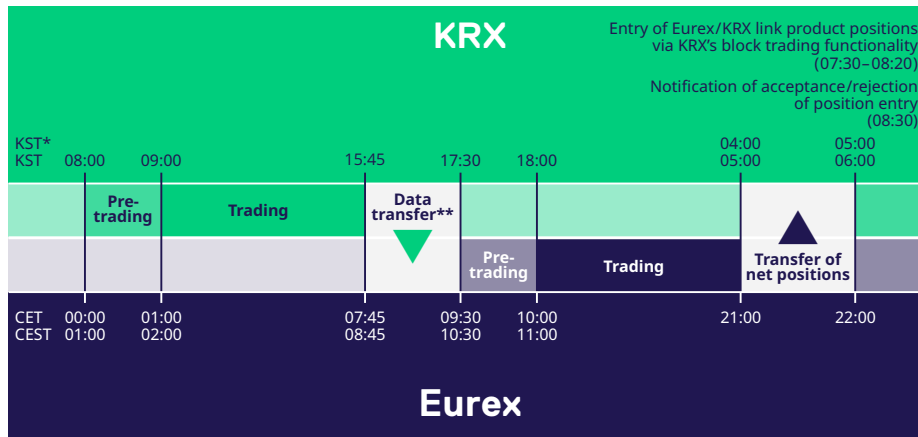 KRX
Entry of Eurex/KRX link product positions
via KRX's block trading functionality
(07:30–08:20)
Notification of acceptance/rejection
of position entry
(08:30)
KST* 04:00 05:00
KST 08:00 09:00 15:45 17:30 18:00 05:00 06:00
Pre-
trading
Trading
Data
transfer**
Pre-
trading
Trading
Transfer of
net positions
CET 00:00 01:00 07:45 09:30 10:00 21:00 22:00
CEST 01:00 02:00 08:45 10:30 11:00
Eurex